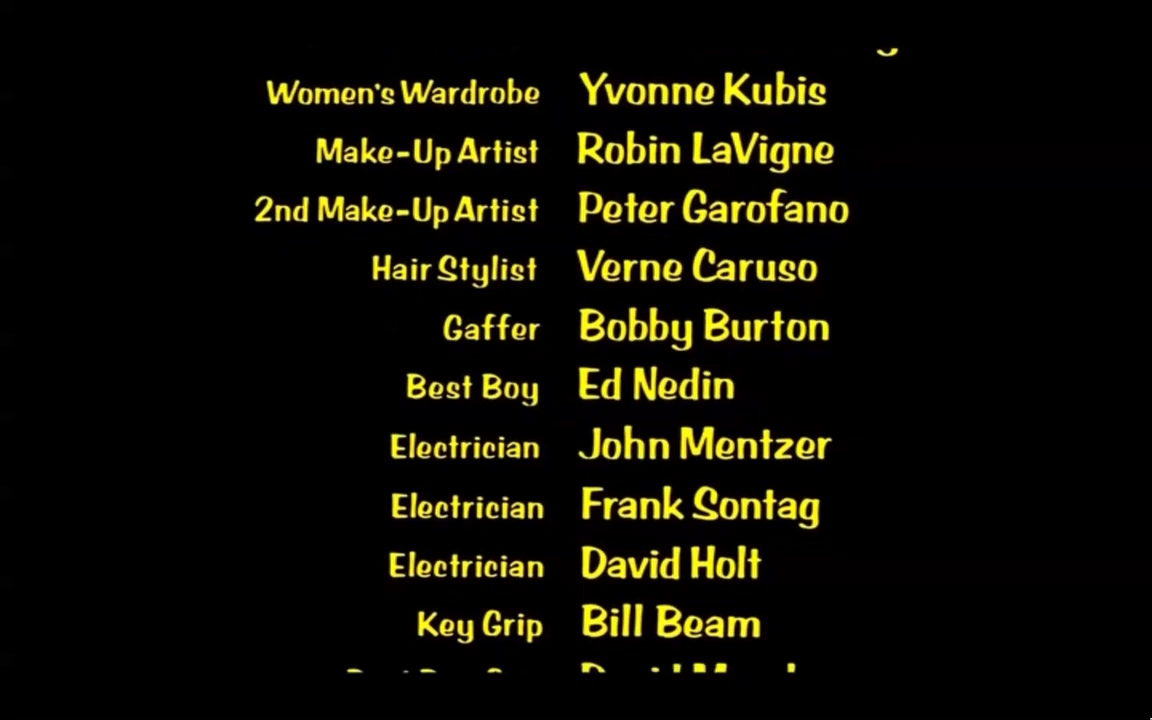 Women's Wardrobe Yvonne Kubis
Make-Up Artist Robin LaVigne
2nd Make-Up Artist Peter Garofano
Hair Stylist Verne Caruso
Gaffer Bobby Burton
Best Boy Ed Nedin
Electrician John Mentzer
Electrician Frank Sontag
Electrician David Holt
Key Grip Bill Beam